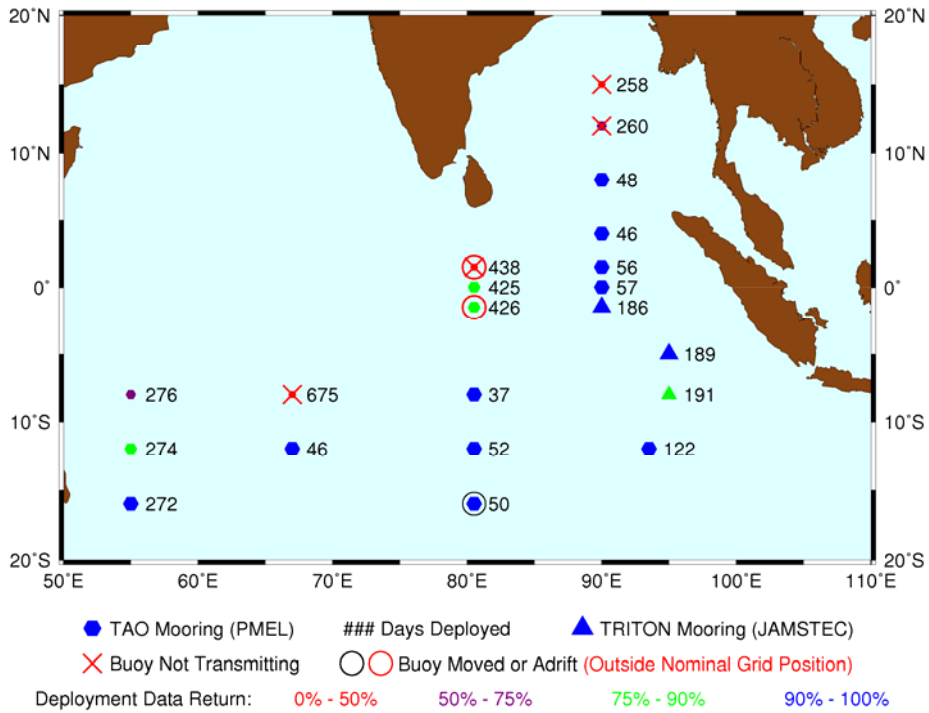 20˚N 20˚N
258
260
10˚N 10˚N
48
46
438 56
0˚ 425 57 0˚
426 186
189
276 675 37 191
10˚S 10˚S
274 46 52 122
272 50
20˚S 20˚S
50˚E 60˚E 70˚E 80˚E 90˚E 100˚E 110˚E
TAO Mooring (PMEL) ### Days Deployed TRITON Mooring (JAMSTEC)
Buoy Not Transmitting Buoy Moved or Adrift (Outside Nominal Grid Position)
Deployment Data Return: 0% - 50% 50% - 75% 75% - 90% 90% - 100%